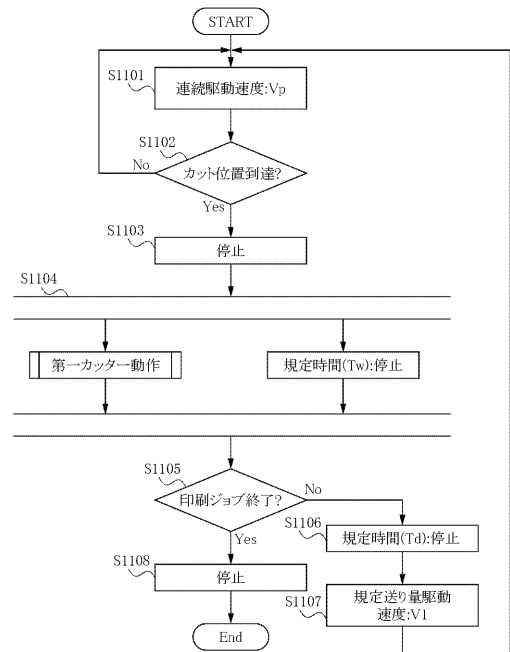 START
S1101
連続駆動速度:Vp
S1102
No
カット位置到達?
Yes
S1103
停止
S1104
第一カッター動作
規定時間(Tw):停止
S1105
印刷ジョブ終了?
No
Yes
S1106
規定時間(Td):停止
S1108
停止
S1107
規定送り量駆動
速度:V1
End